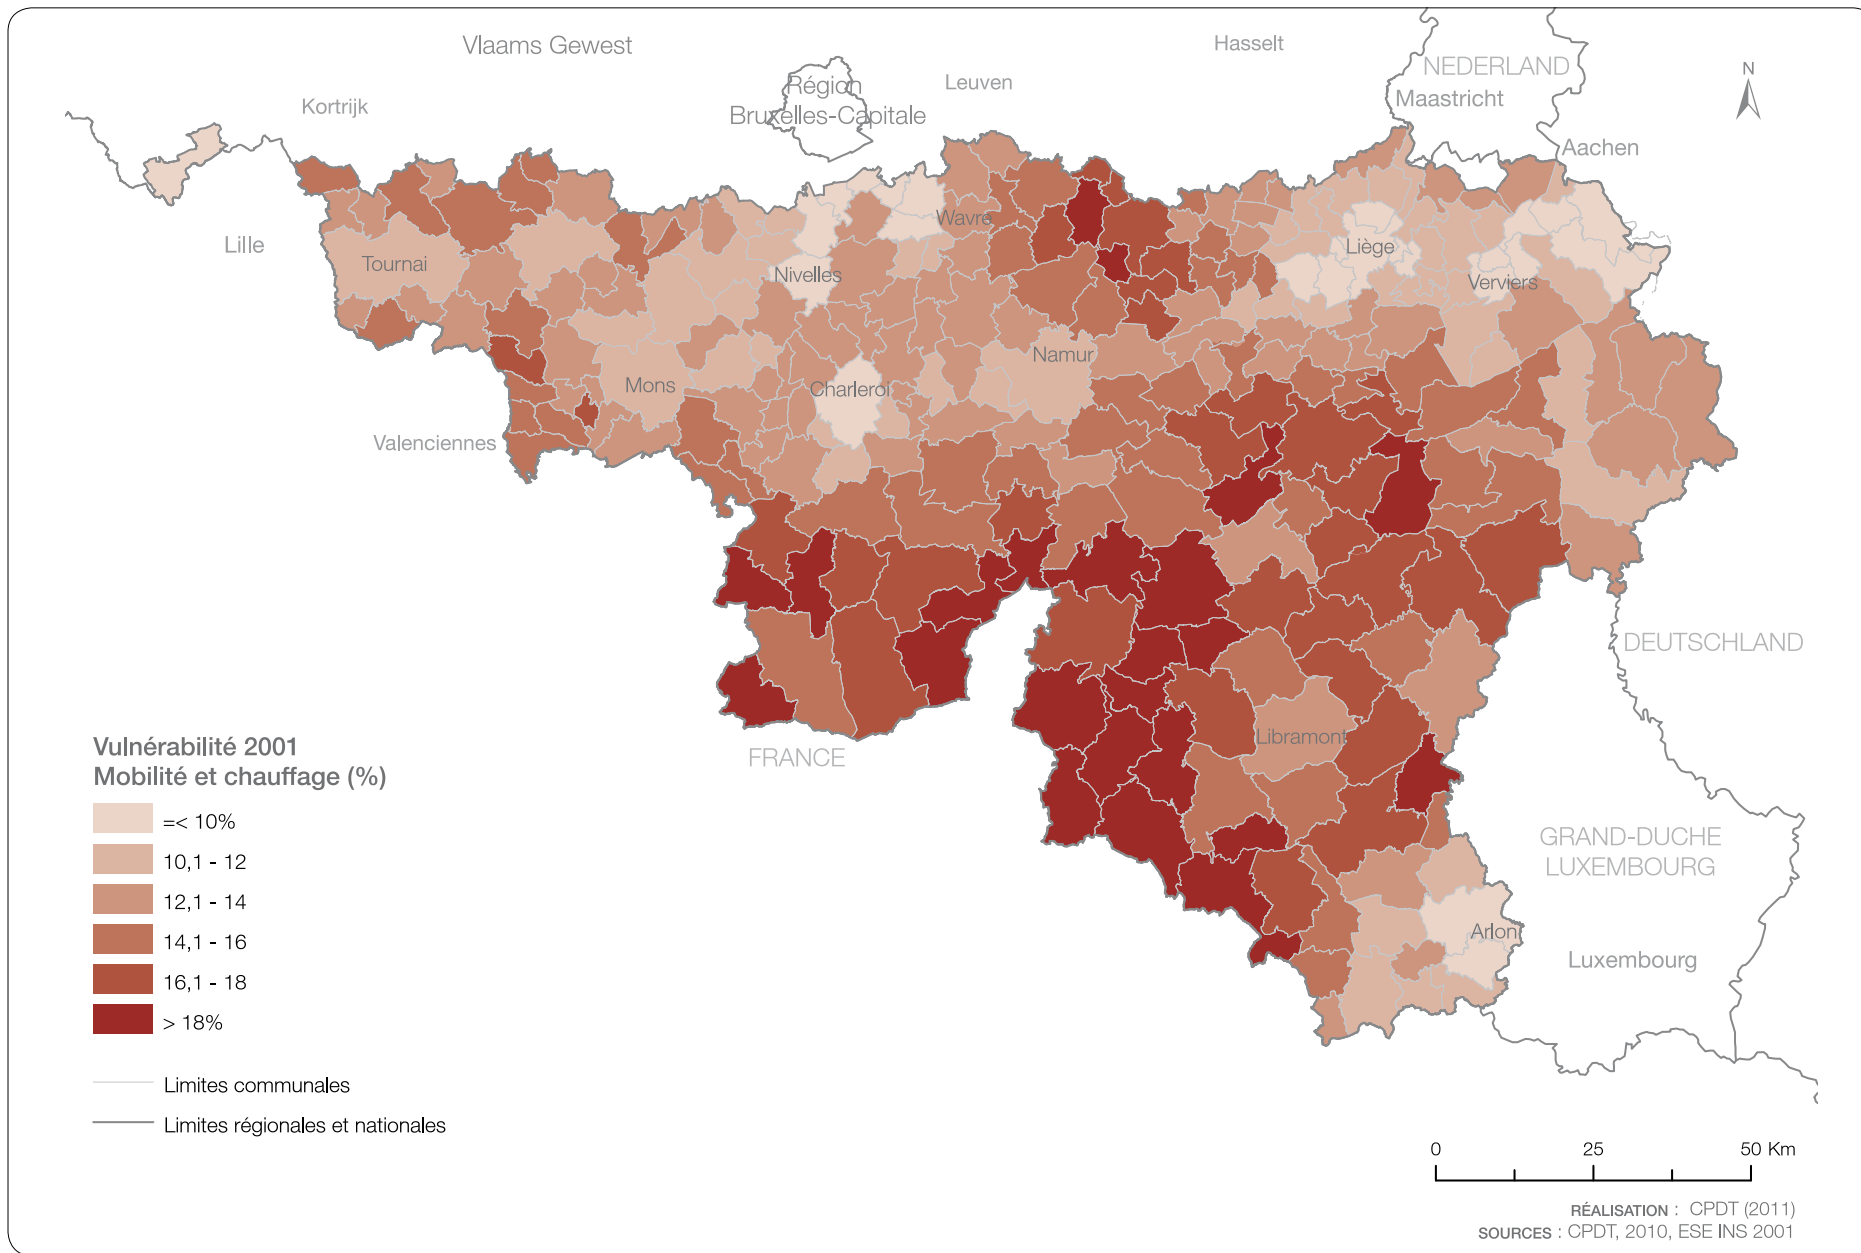 Vlaams Gewest
Hasselt
NEDERLAND
N
Région
Bruxelles-Capitale
Leuven
Maastricht
Kortrijk
Aachen
Lille
Wavre
Liège
Tournai
Nivelles
Verviers
Namur
Mons
Charleroi
Valenciennes
DEUTSCHLAND
Libramont
FRANCE
Vulnérabilité 2001
Mobilité et chauffage (%)
=< 10%
10,1 - 12
12,1 - 14
14,1 - 16
16,1 - 18
> 18%
GRAND-DUCHE
LUXEMBOURG
Arlon
Luxembourg
Limites communales
Limites régionales et nationales
0 25 50 Km
RÉALISATION : CPDT (2011)
SOURCES : CPDT, 2010, ESE INS 2001